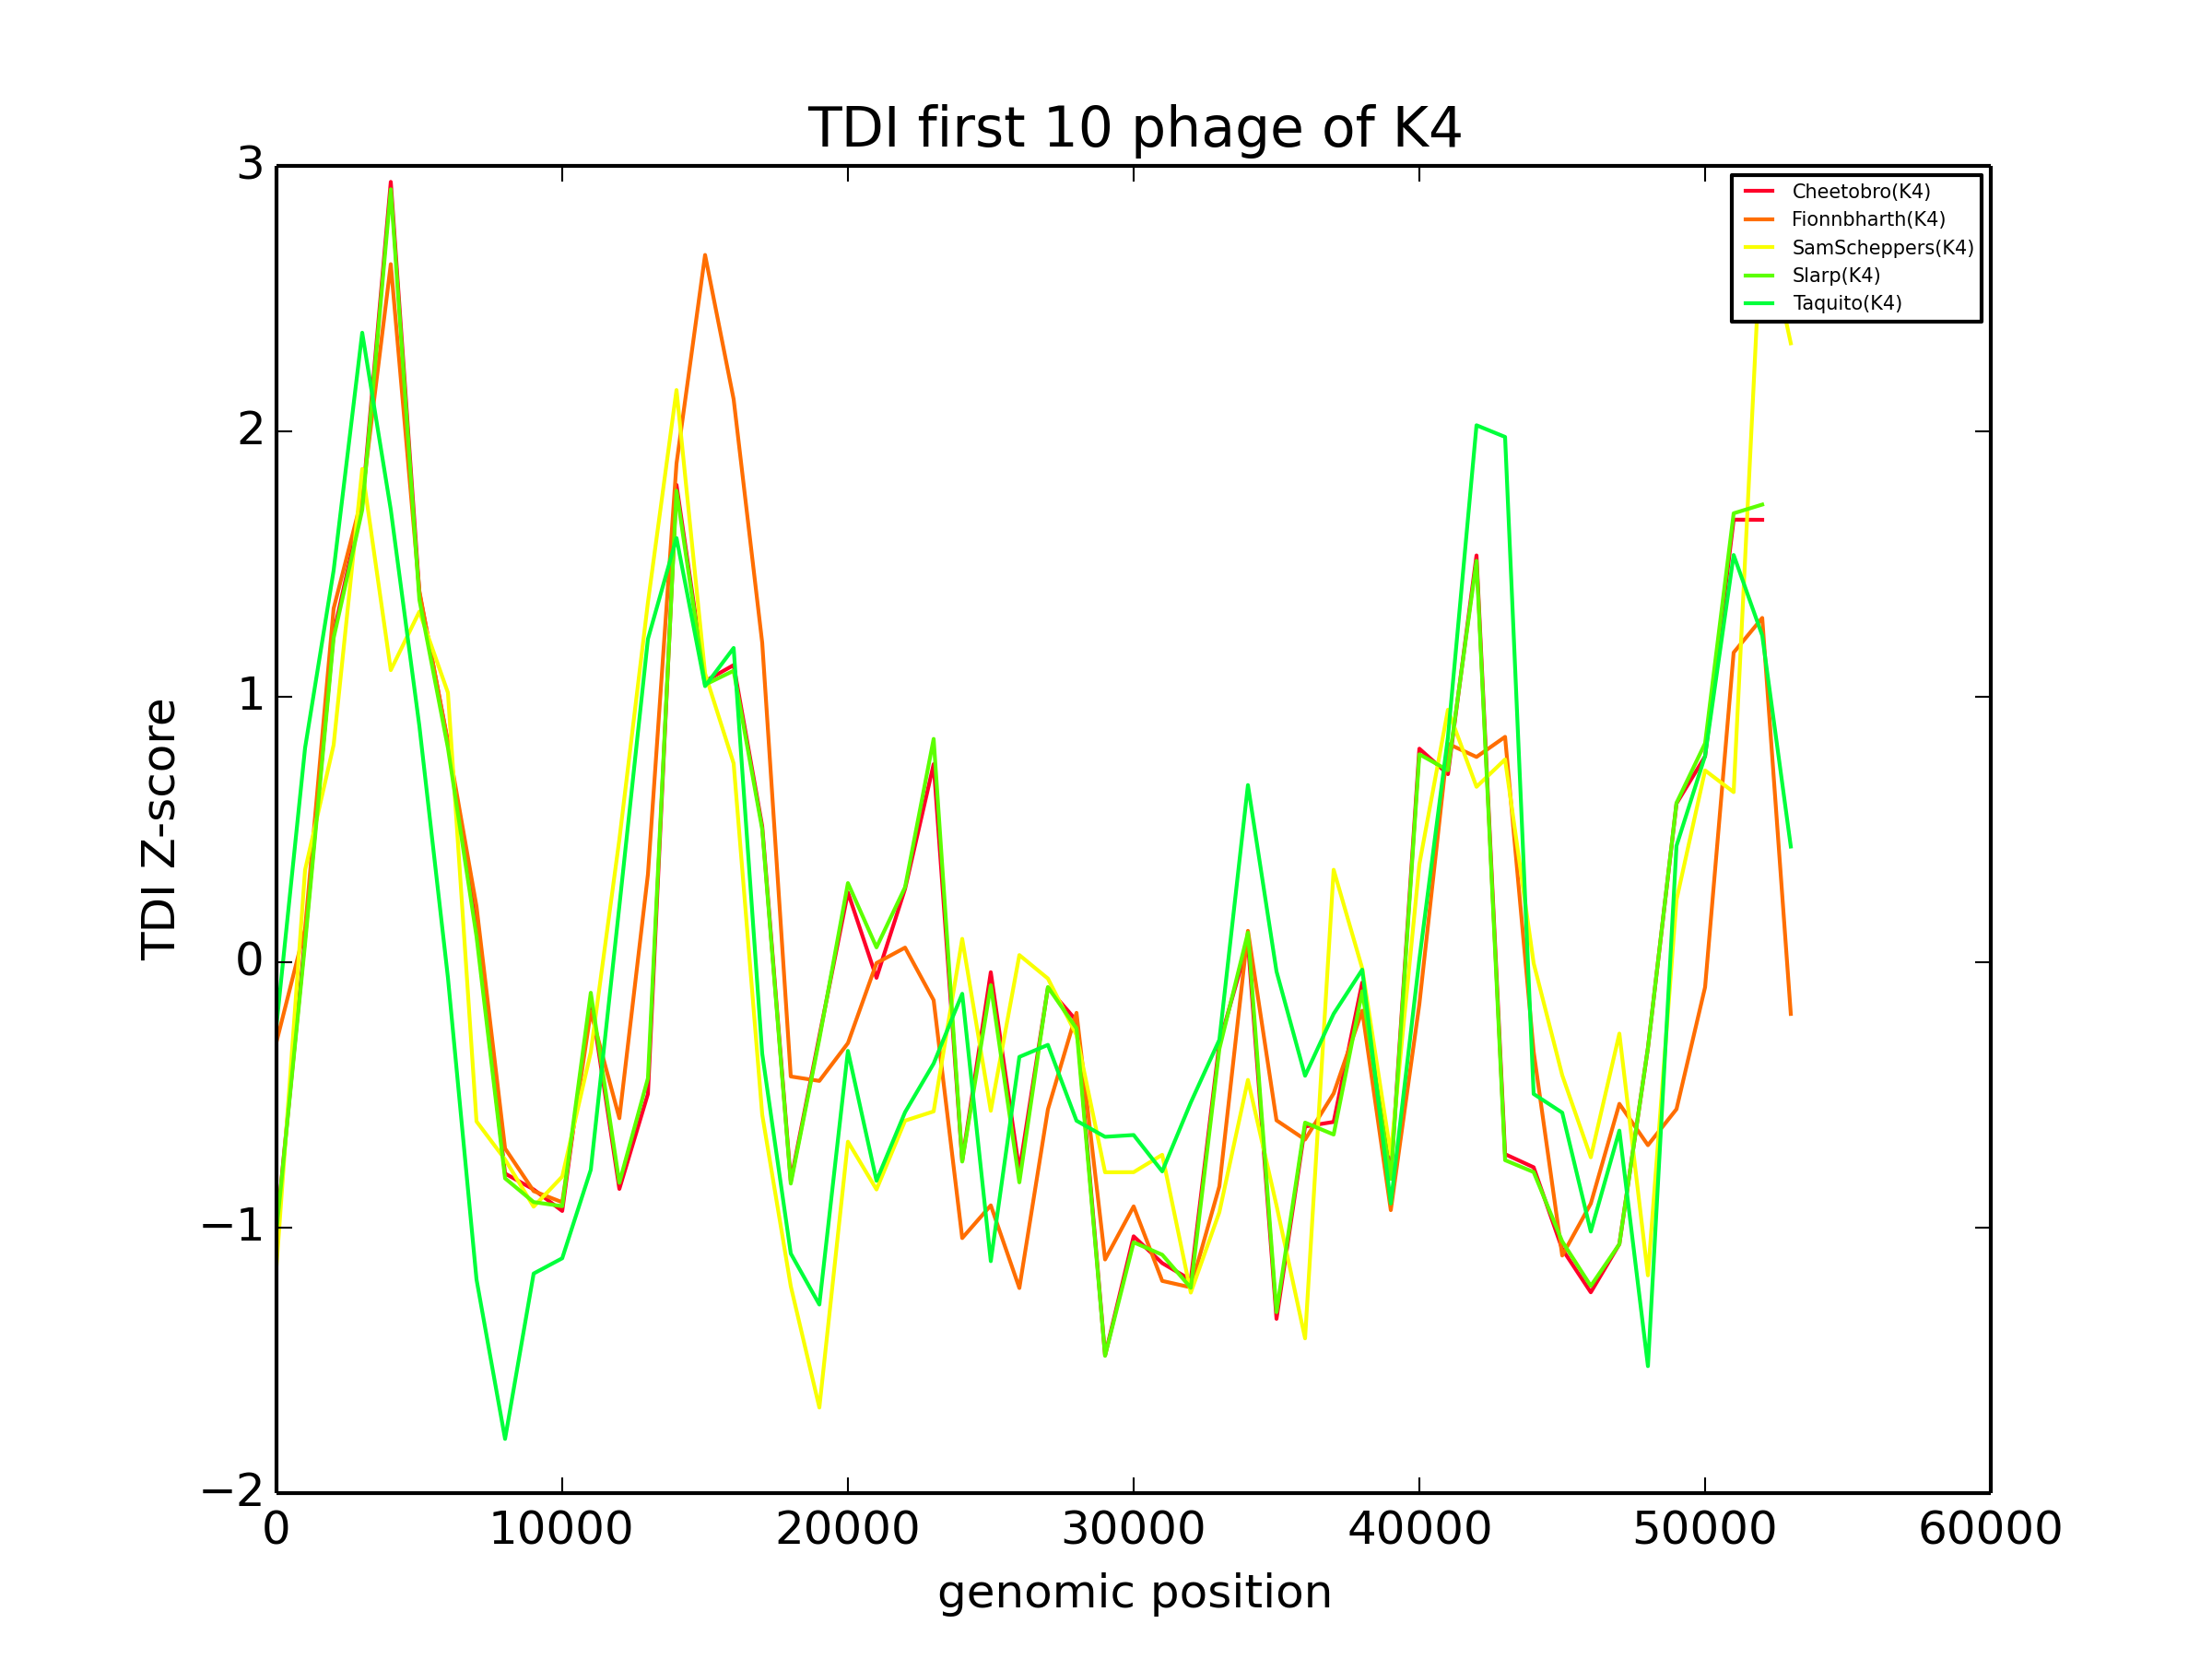 TDI first 10 phage of K4
3
2
1
0
−1
−2
TDI Z-score
Cheetobro(K4)
Fionnbharth(K4)
SamScheppers(K4)
Slarp(K4)
Taquito(K4)
0 10000 20000 30000 40000 50000 60000
genomic position